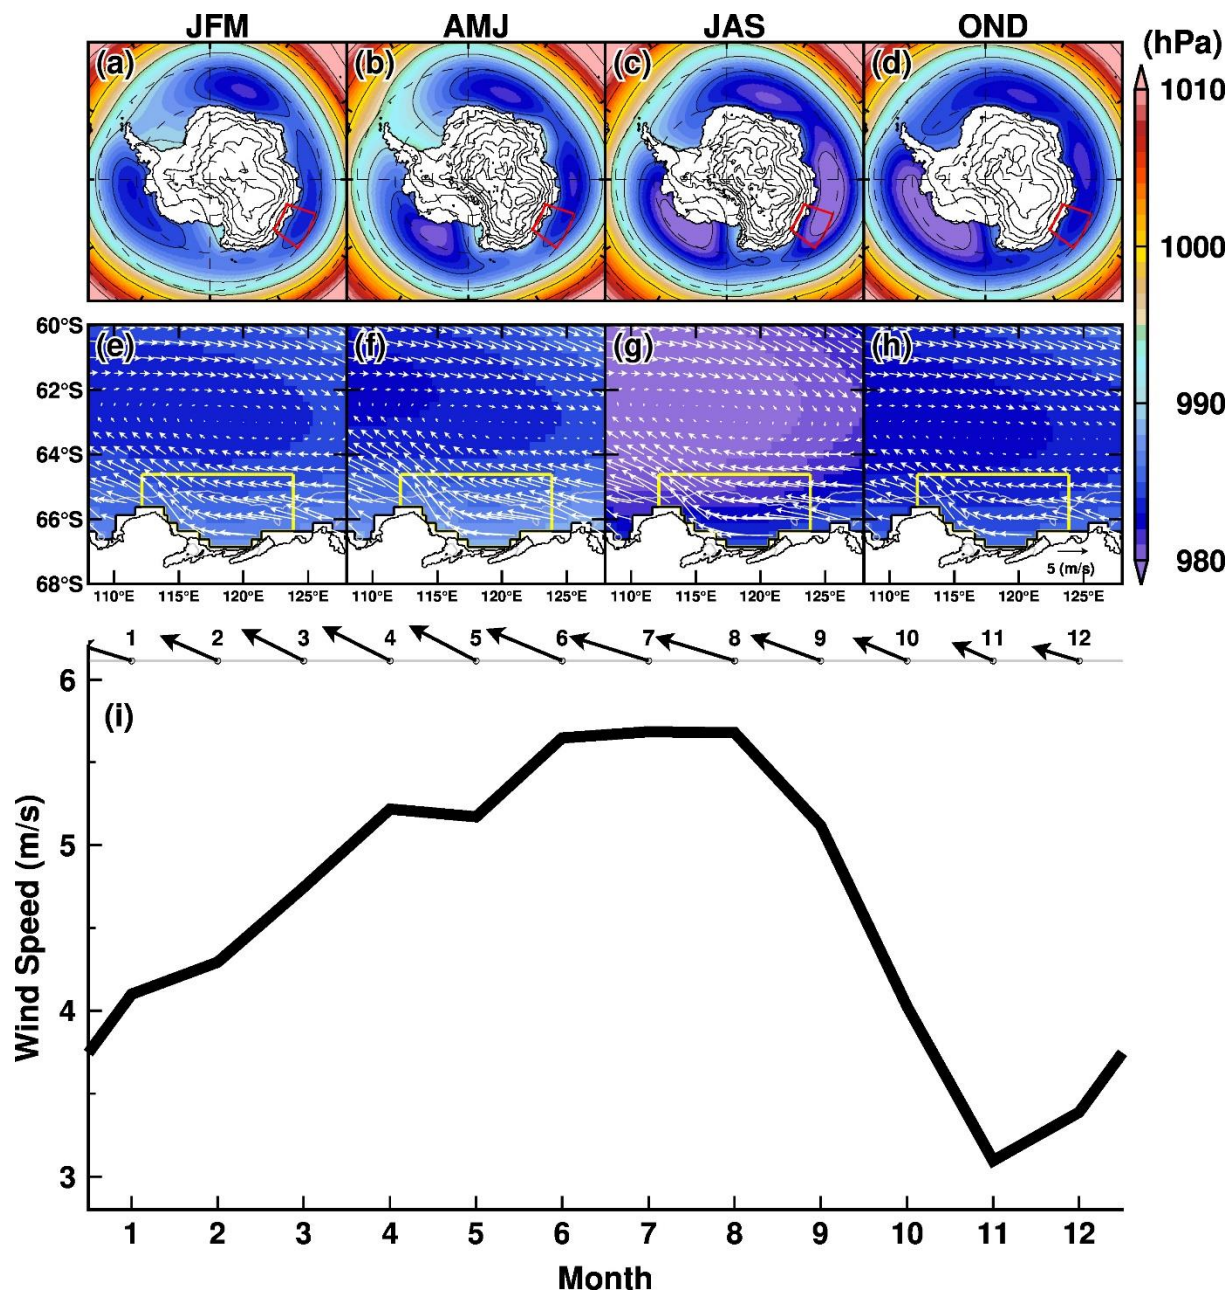 JFM AMJ JAS OND (hPa)
(a) (b) (c) (d)
1010
1000
990
980
60°S
62°S
64°S
66°S
68°S
(e) (f) (g) (h)
5 (m/s)
110°E 115°E 120°E 125°E 110°E 115°E 120°E 125°E 110°E 115°E 120°E 125°E 110°E 115°E 120°E 125°E
1 2 3 4 5 6 7 8 9 10 11 12
(i)
6
5
4
3
Wind Speed (m/s)
1 2 3 4 5 6 7 8 9 10 11 12
Month